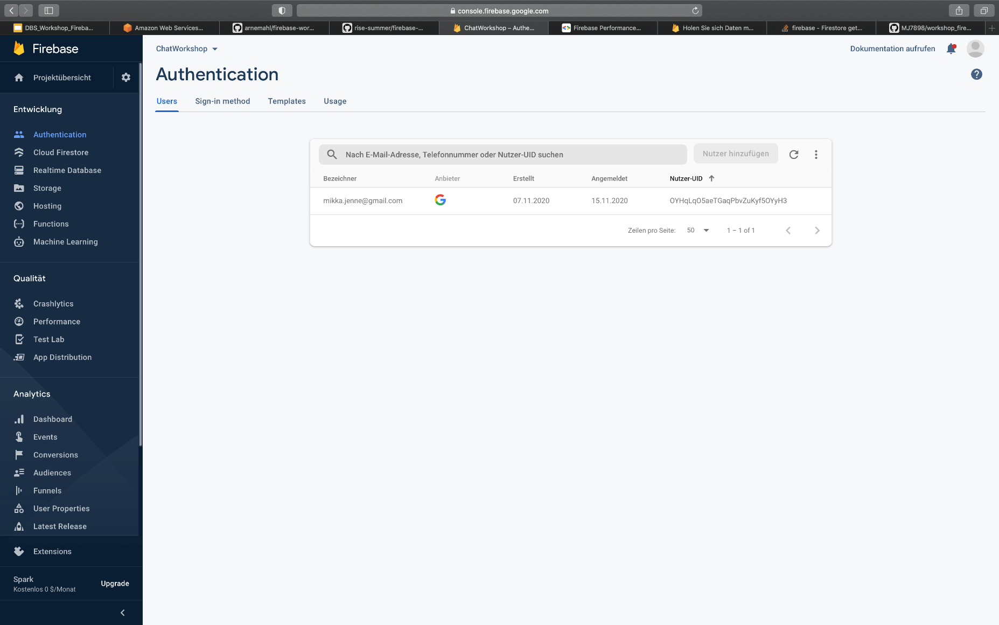 console.firebase.google.com
DBS_Workshop_Fireba...
Amazon Web Services...
arnemahl/firebase-wor...
rise-summer/firebase-...
ChatWorkshop – Authe...
Firebase Performance...
Holen Sie sich Daten m...
firebase - Firestore get...
MJ7898/workshop_fire...
Firebase
Projektübersicht
Entwicklung
Authentication
Cloud Firestore
Realtime Database
Storage
Hosting
Functions
Machine Learning
Qualität
Crashlytics
Performance
Test Lab
App Distribution
Analytics
Dashboard
Events
Conversions
Audiences
Funnels
User Properties
Latest Release
Extensions
Spark
Kostenlos 0 $/Monat
Upgrade
ChatWorkshop
Dokumentation aufrufen
Authentication
Users Sign-in method Templates Usage
Nach E-Mail-Adresse, Telefonnummer oder Nutzer-UID suchen
Nutzer hinzufügen
Bezeichner Anbieter Erstellt Angemeldet Nutzer-UID
mikka.jenne@gmail.com 07.11.2020 15.11.2020 OYHqLqO5aeTGaqPbvZuKyf5OYyH3
Zeilen pro Seite: 50 1 – 1 of 1